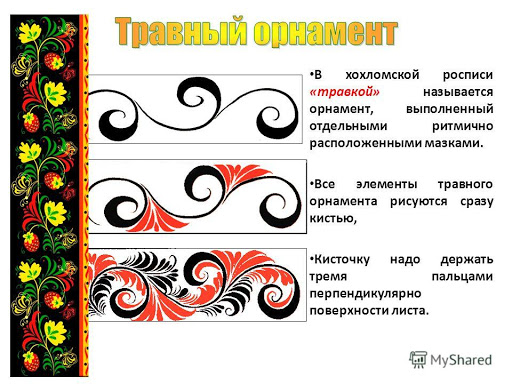 Травный орнамент
•В хохломской росписи
«травкой» называется
орнамент, выполненный
отдельными ритмично
расположенными мазками.
•Все элементы травного
орнамента рисуются сразу
кистью,
•Кисточку надо держать
тремя пальцами
перпендикулярно
поверхности листа.
MyShared